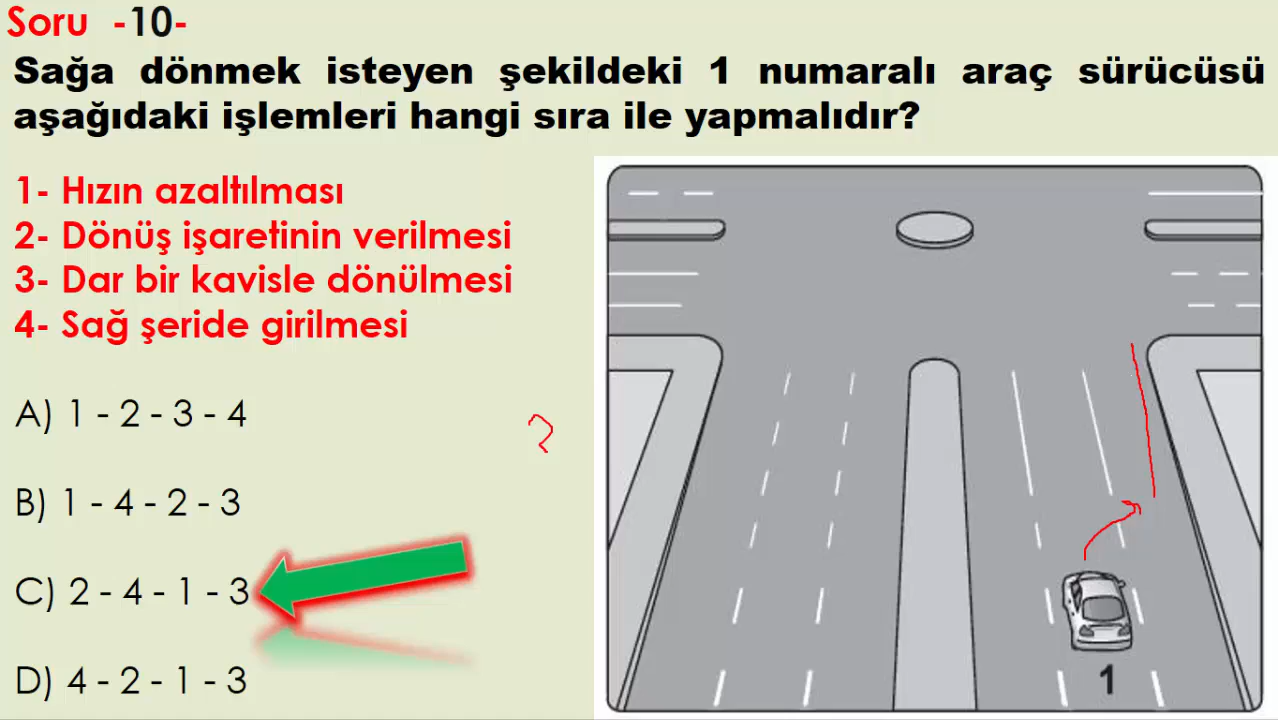 Soru -10-
Sağa dönmek isteyen şekildeki 1 numaralı araç sürücüsü
aşağıdaki işlemleri hangi sıra ile yapmalıdır?
1- Hızın azaltılması
2- Dönüş işaretinin verilmesi
3- Dar bir kavisle dönülmesi
4- Sağ şeride girilmesi
A) 1 - 2 - 3 - 4
B) 1 - 4 - 2 - 3
C) 2 - 4 - 1 - 3
D) 4 - 2 - 1 - 3
1